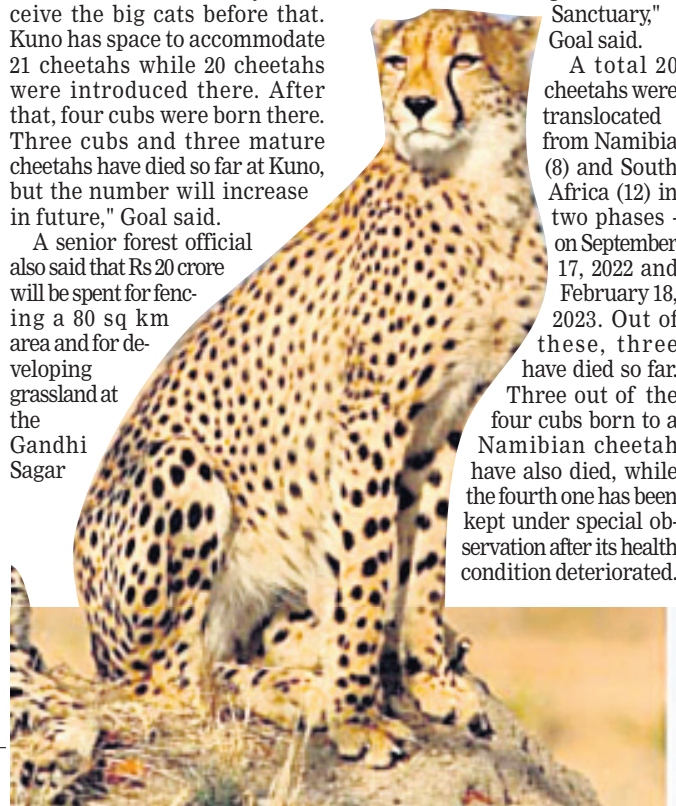 ceive the big cats before that.
Kuno has space to accommodate
21 cheetahs while 20 cheetahs
were introduced there. After
that, four cubs were born there.
Three cubs and three mature
cheetahs have died so far at Kuno,
but the number will increase
in future," Goal said.
A senior forest official
also said that Rs 20 crore
will be spent for fenc-
ing a 80 sq km
area and for de-
veloping
grassland at
the
Gandhi
Sagar
Sanctuary,"
Goal said.
A total 20
cheetahs were
translocated
from Namibia
(8) and South
Africa (12) in
two phases -
on September
17, 2022 and
February 18,
2023. Out of
these, three
have died so far.
Three out of the
four cubs born to a
Namibian cheetah
have also died, while
the fourth one has been
kept under special ob-
servation after its health
condition deteriorated.